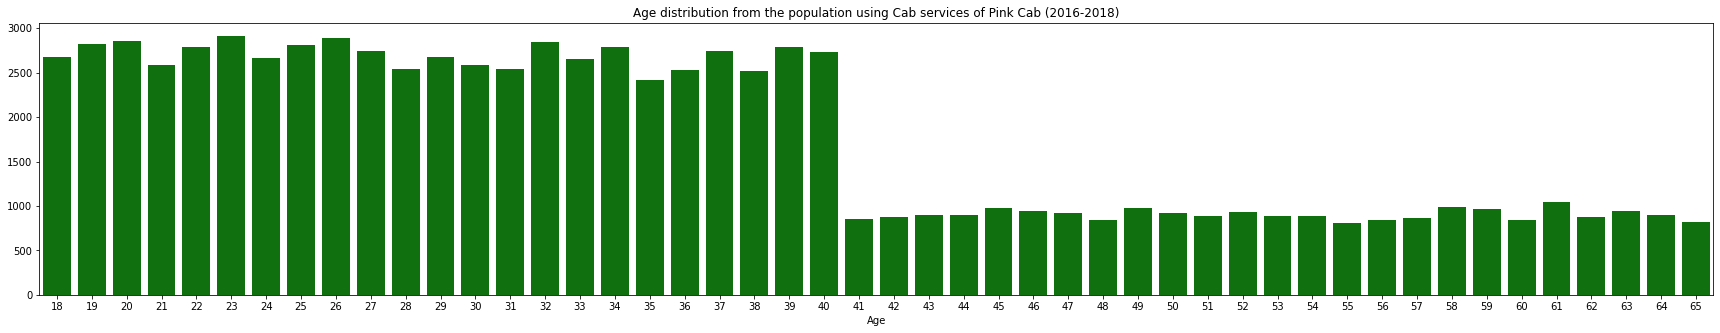 Age distribution from the population using Cab services of Pink Cab (2016-2018)
3000
2500
2000
1500
1000
500
0
18 19 20 21 22 23 24 25 26 27 28 29 30 31 32 33 34 35 36 37 38 39 40 41 42 43 44 45 46 47 48 49 50 51 52 53 54 55 56 57 58 59 60 61 62 63 64 65
Age